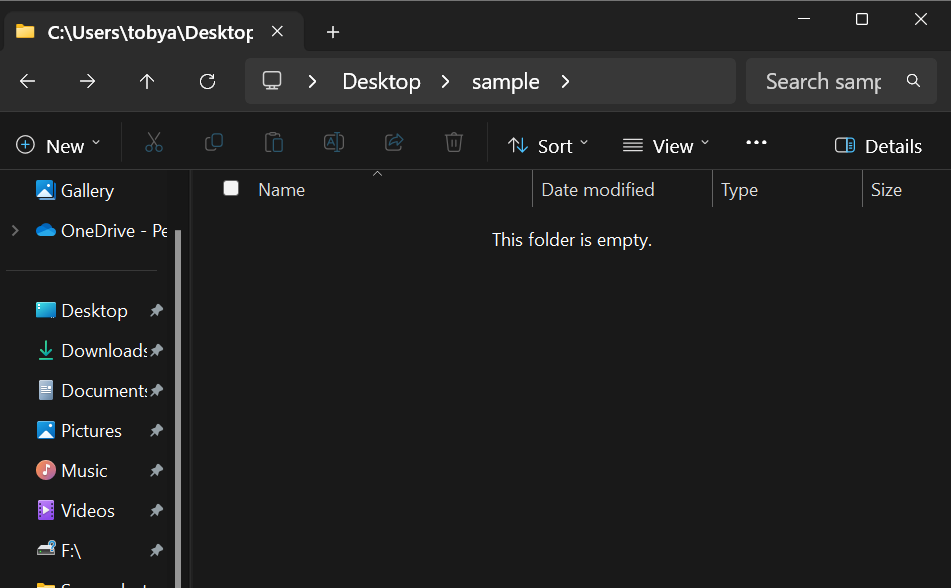 C:\Users\tobya\Desktop
Desktop sample
Search samp
New Sort View ••• Details
Name Date modified Type Size
This folder is empty.
Gallery
OneDrive - Pe
Desktop
Downloads
Documents
Pictures
Music
Videos
F:\